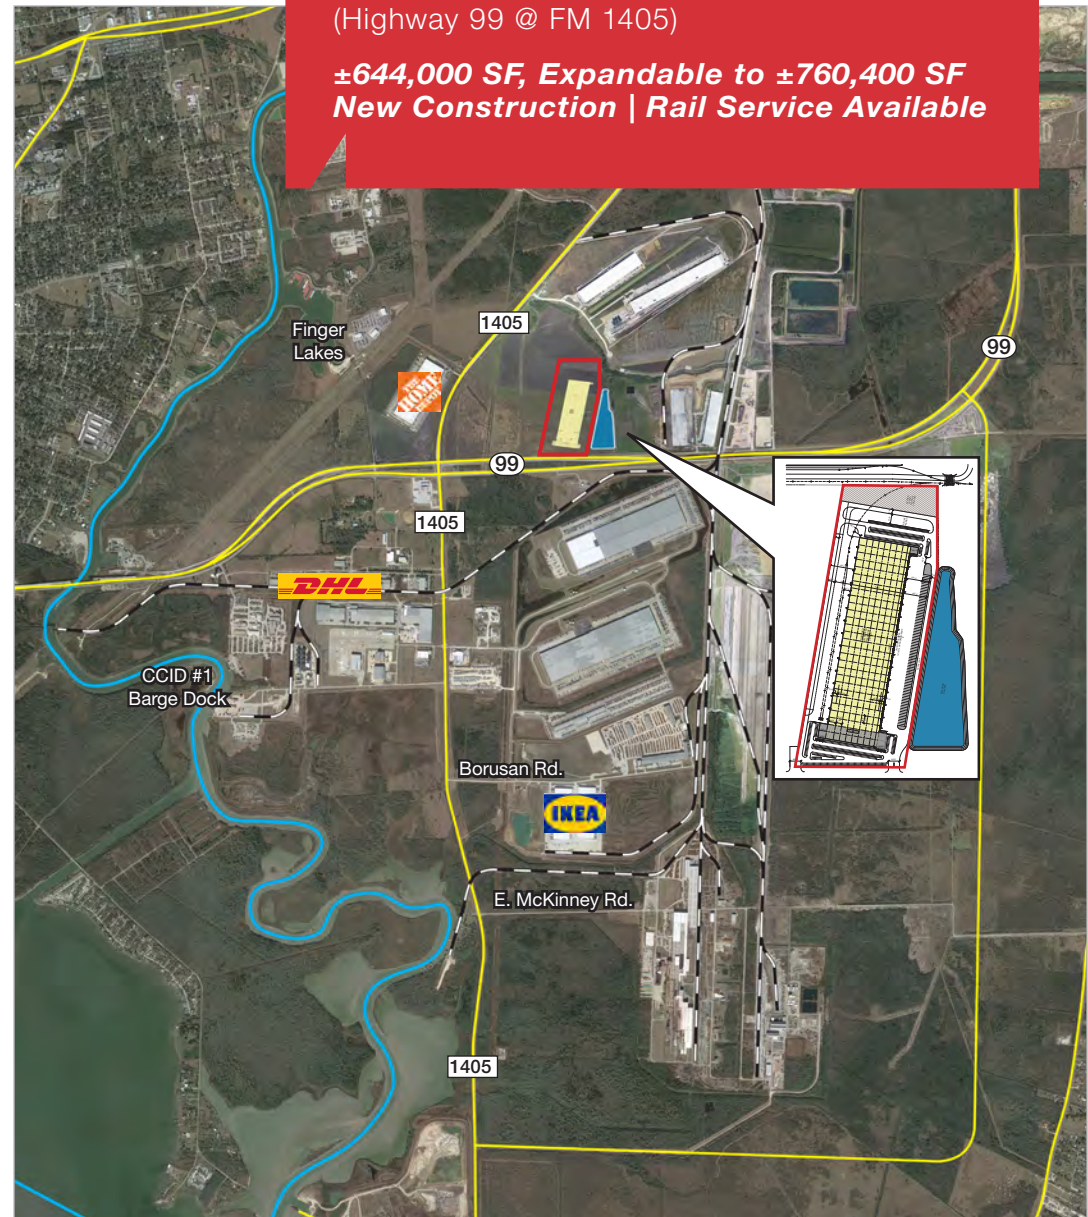 (Highway 99 @ FM 1405)
±644,000 SF, Expandable to ±760,400 SF
New Construction | Rail Service Available
1405
Finger
Lakes
99
THE
HOME
DEPOT
99
1405
DHL
CCID #1
Barge Dock
Borusan Rd.
IKEA
E. McKinney Rd.
1405